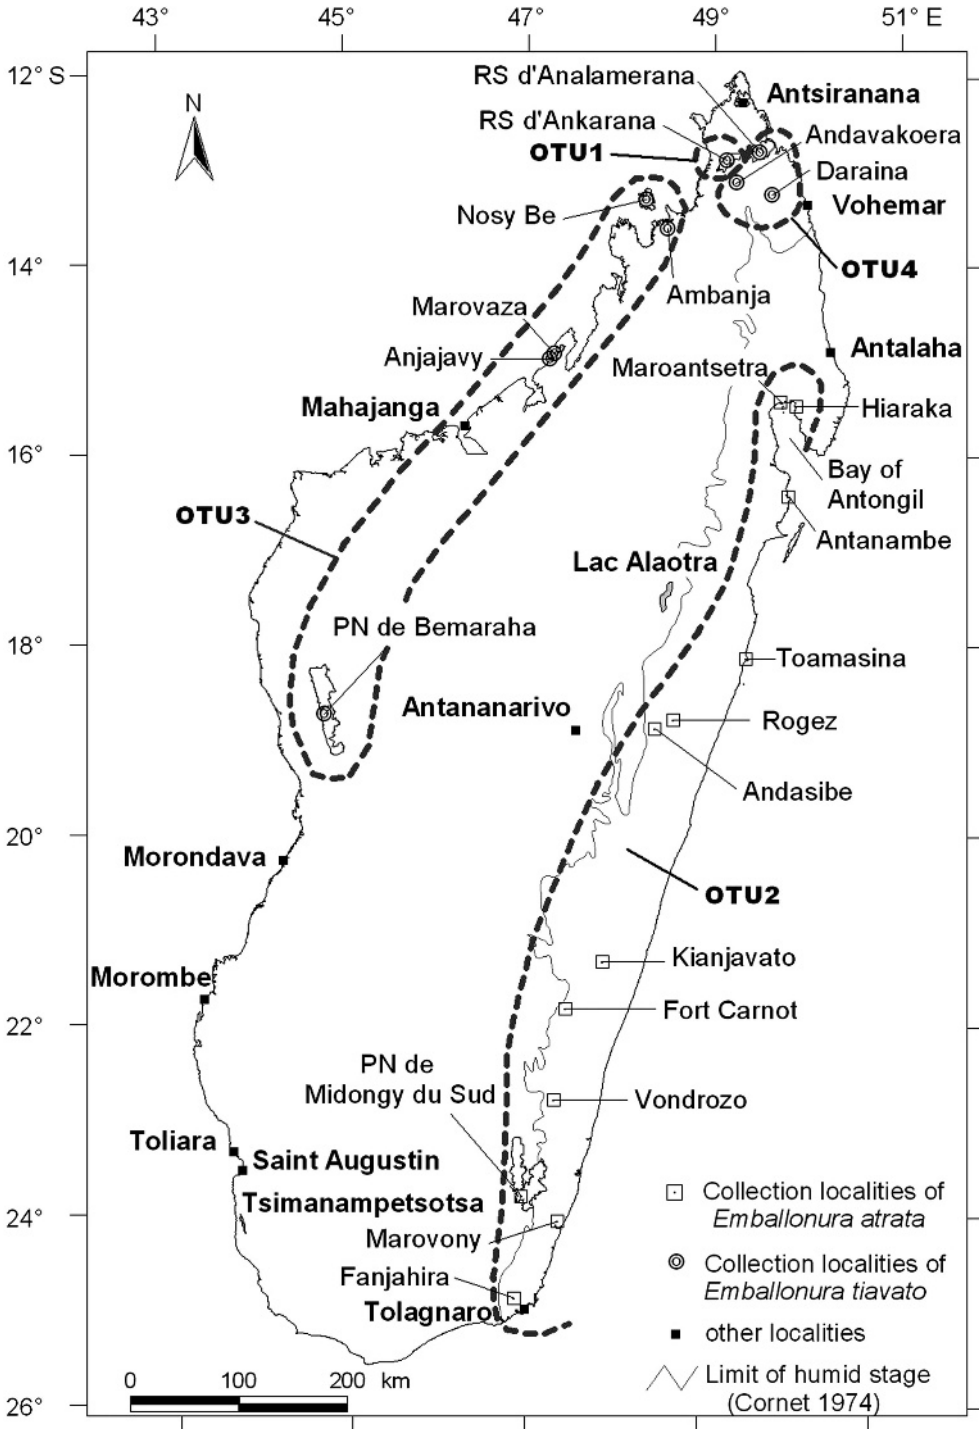 43°
45°
47°
49°
51° E
12° S
RS d'Analamerana
Antsiranana
N
RS d'Ankarana
Andavakoera
OTU1
Daraina
Nosy Be
Vohemar
14°
OTU4
Ambanja
Marovaza
Anjajavy
Antalaha
Maroantsetra
Mahajanga
Hiaraka
16°
Bay of
Antongil
OTU3
Antanambe
Lac Alaotra
PN de Bemaraha
18°
Toamasina
Antananarivo
Rogez
Andasibe
20°
Morondava
OTU2
Kianjavato
Morombe
Fort Carnot
22°
PN de
Midongy du Sud
Vondrozo
Toliara
Saint Augustin
Tsimanampetsotsa
24°
Marovony
Fanjahira
Tolagnaro
Collection localities of
Emballonura atrata
Collection localities of
Emballonura tiavato
other localities
Limit of humid stage
(Cornet 1974)
0 100 200 km
26°